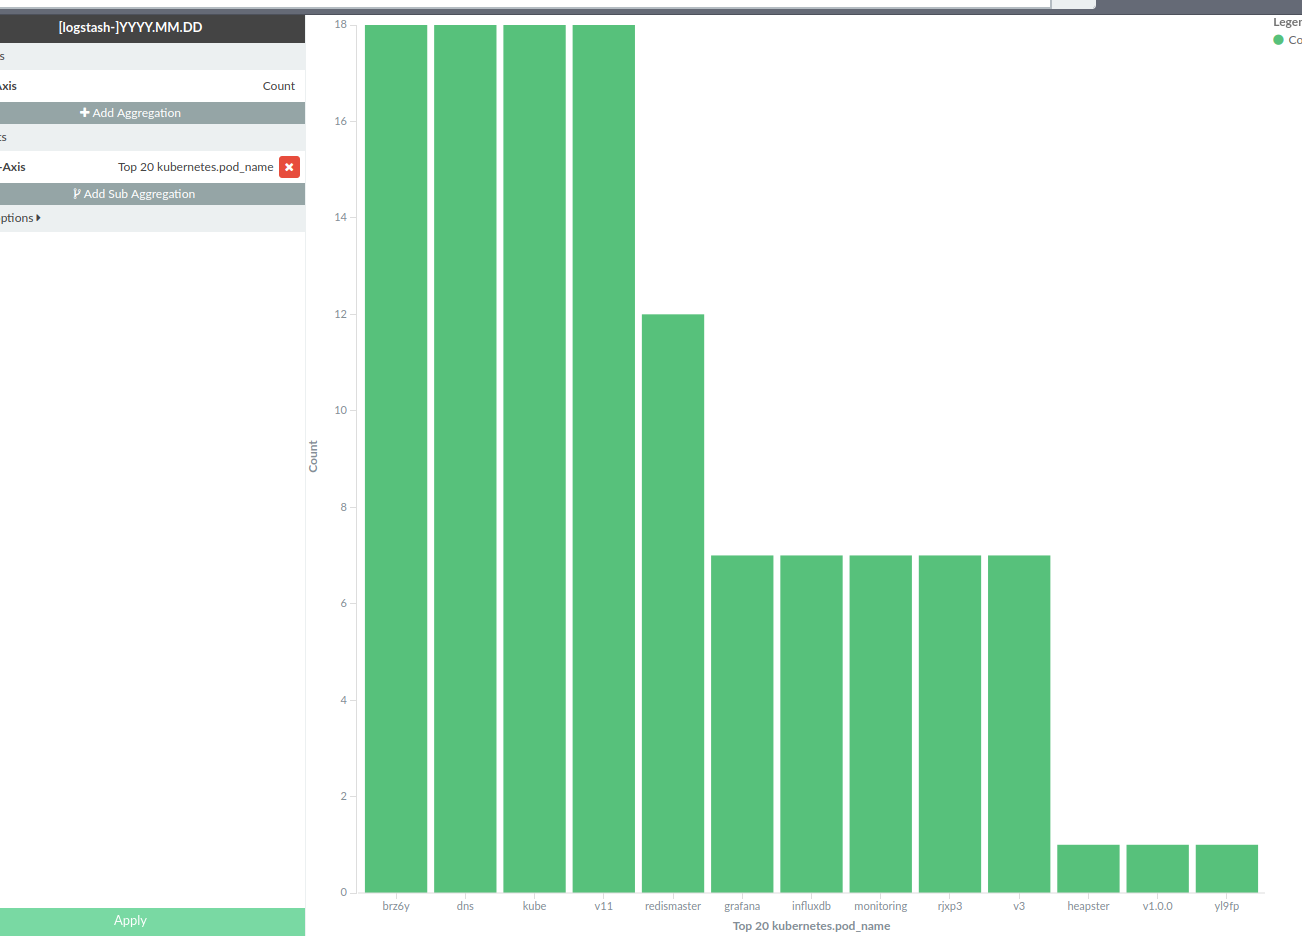 [logstash-]YYYY.MM.DD
s
Axis
Count
Add Aggregation
ts
-Axis
Top 20 kubernetes.pod_name
Add Sub Aggregation
ptions
Apply
Count
18
16
14
12
10
8
6
4
2
0
brz6y dns kube v11 redismaster grafana influxdb monitoring rjxp3 v3 heapster v1.0.0 yl9fp
Top 20 kubernetes.pod_name
Leger
Co